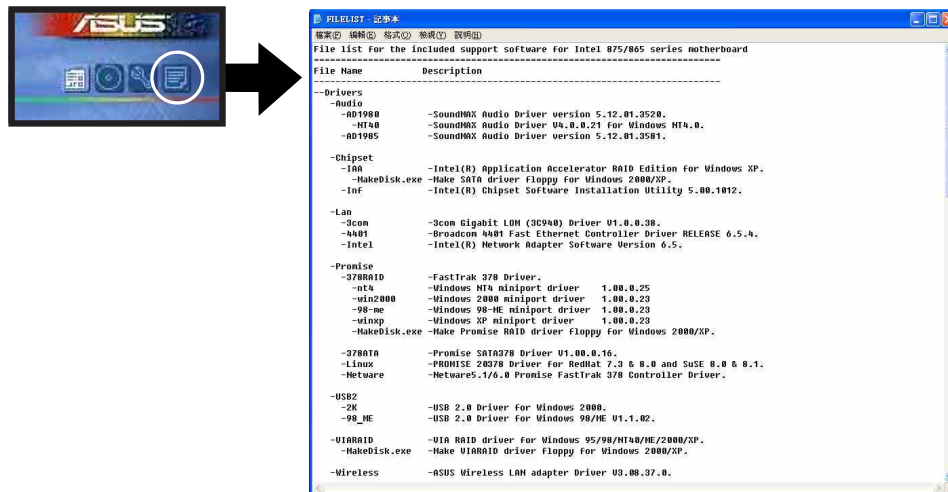 ASUS
FILELIST - 記事本
檔案(F) 編輯(E) 格式(O) 檢視(V) 說明(H)
File list for the included support software for Intel 875/865 series motherboard
================================================================================
File Name Description
--------------------------------------------------------------------------------
--Drivers
-Audio
-AD1980 -SoundMAX Audio Driver version 5.12.01.3520.
-NT40 -SoundMAX Audio Driver V4.0.0.21 for Windows NT4.0.
-AD1985 -SoundMAX Audio Driver version 5.12.01.3581.
-Chipset
-IAA -Intel(R) Application Accelerator RAID Edition for Windows XP.
-MakeDisk.exe -Make SATA driver floppy for Windows 2000/XP.
-Inf -Intel(R) Chipset Software Installation Utility 5.00.1012.
-Lan
-3com -3com Gigabit LOM (3C940) Driver V1.0.0.38.
-4401 -Broadcom 4401 Fast Ethernet Controller Driver RELEASE 6.5.4.
-Intel -Intel(R) Network Adapter Software Version 6.5.
-Promise
-378RAID -FastTrak 378 Driver.
-nt4 -Windows NT4 miniport driver 1.00.0.25
-win2000 -Windows 2000 miniport driver 1.00.0.23
-98-me -Windows 98-ME miniport driver 1.00.0.23
-winxp -Windows XP miniport driver 1.00.0.23
-MakeDisk.exe -Make Promise RAID driver floppy for Windows 2000/XP.
-378ATA -Promise SATA378 Driver V1.00.0.16.
-Linux -PROMISE 20378 Driver for RedHat 7.3 & 8.0 and SuSE 8.0 & 8.1.
-Netware -Netware5.1/6.0 Promise FastTrak 378 Controller Driver.
-USB2
-2K -USB 2.0 Driver for Windows 2000.
-98_ME -USB 2.0 Driver for Windows 98/ME V1.1.02.
-VIARAID -VIA RAID driver for Windows 95/98/NT40/ME/2000/XP.
-MakeDisk.exe -Make VIARAID driver floppy for Windows 2000/XP.
-Wireless -ASUS Wireless LAN adapter Driver V3.08.37.0.